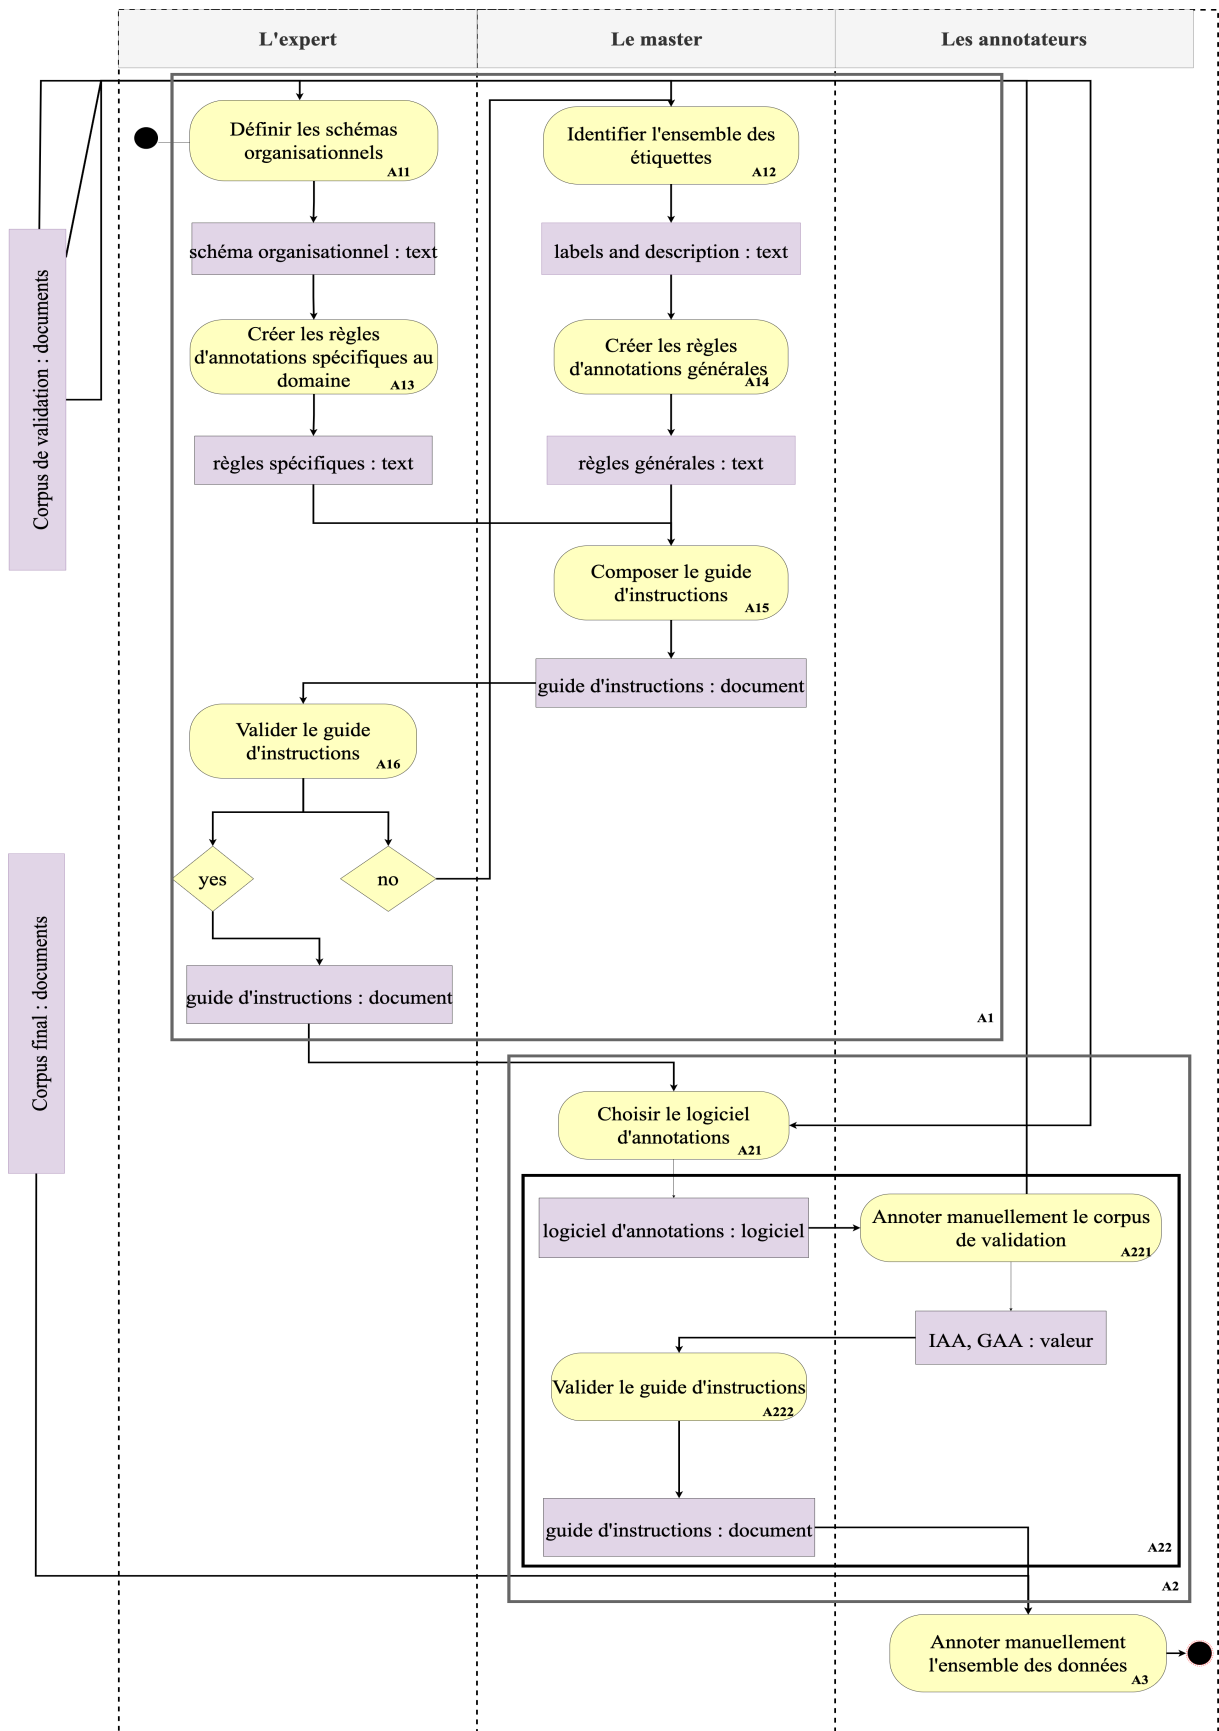 L'expert
Le master
Les annotateurs
Définir les schémas
organisationnels
A11
Identifier l'ensemble des
étiquettes
A12
schéma organisationnel : text
labels and description : text
Corpus de validation : documents
Créer les règles
d'annotations spécifiques au
domaine
A13
Créer les règles
d'annotations générales
A14
règles spécifiques : text
règles générales : text
Composer le guide
d'instructions
A15
guide d'instructions : document
Valider le guide
d'instructions
A16
yes
no
guide d'instructions : document
A1
Corpus final : documents
Choisir le logiciel
d'annotations
A21
logiciel d'annotations : logiciel
Annoter manuellement le corpus
de validation
A221
IAA, GAA : valeur
Valider le guide d'instructions
A222
guide d'instructions : document
A22
A2
Annoter manuellement
l'ensemble des données
A3